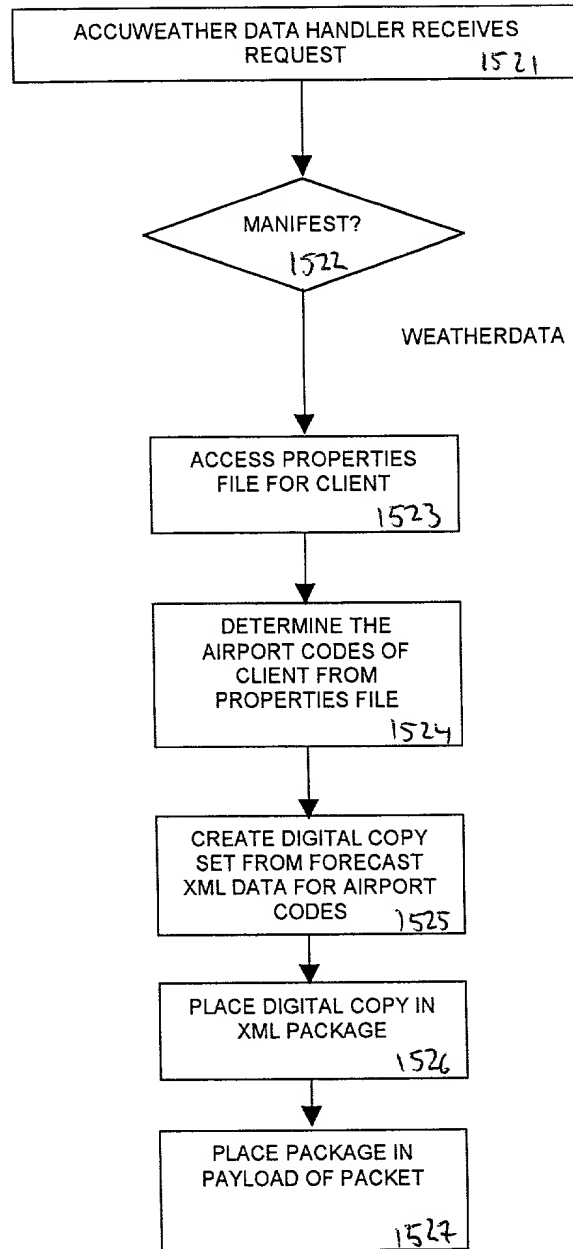 ACCUWEATHER DATA HANDLER RECEIVES
REQUEST
1521
MANIFEST?
1522
WEATHERDATA
ACCESS PROPERTIES
FILE FOR CLIENT
1523
DETERMINE THE
AIRPORT CODES OF
CLIENT FROM
PROPERTIES FILE
1524
CREATE DIGITAL COPY
SET FROM FORECAST
XML DATA FOR AIRPORT
CODES
1525
PLACE DIGITAL COPY IN
XML PACKAGE
1526
PLACE PACKAGE IN
PAYLOAD OF PACKET
1527